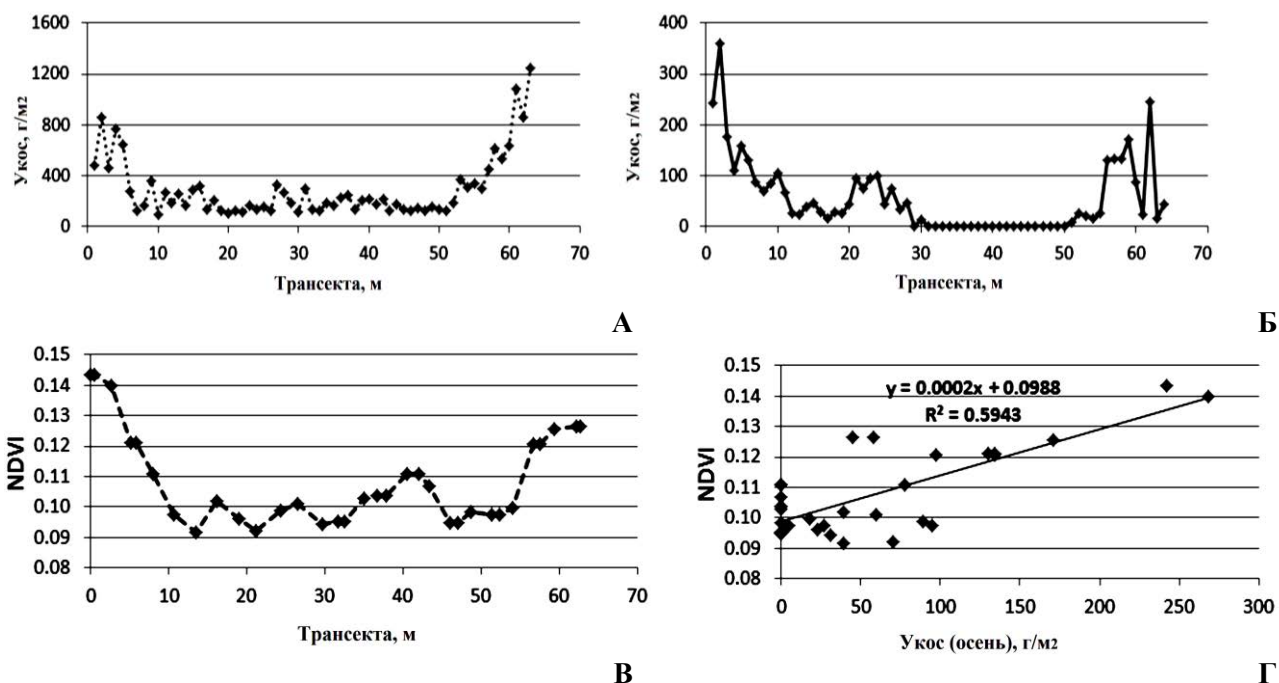 1600
1200
800
400
0
Укос, г/м2
0 10 20 30 40 50 60 70
Трансекта, м
А
400
300
200
100
0
Укос, г/м2
0 10 20 30 40 50 60 70
Трансекта, м
Б
0.15
0.14
0.13
0.12
0.11
0.10
0.09
0.08
NDVI
0 10 20 30 40 50 60 70
Трансекта, м
В
0.15
0.14
0.13
0.12
0.11
0.10
0.09
0.08
NDVI
y = 0.0002x + 0.0988
R² = 0.5943
0 50 100 150 200 250 300
Укос (осень), г/м2
Г